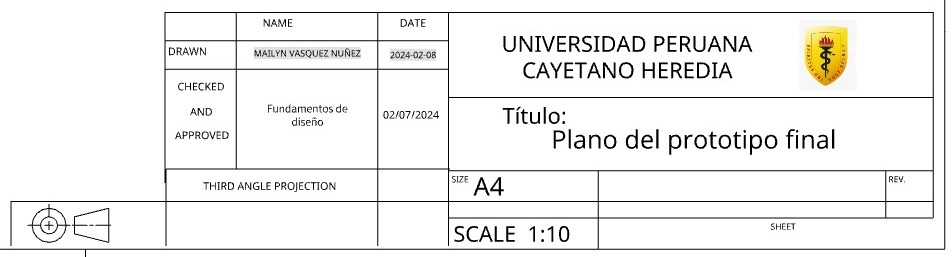 NAME
DATE
DRAWN
MAILYN VASQUEZ NUÑEZ
2024-02-08
CHECKED
AND
APPROVED
Fundamentos de
diseño
02/07/2024
THIRD ANGLE PROJECTION
UNIVERSIDAD PERUANA
CAYETANO HEREDIA
Título:
Plano del prototipo final
SIZE A4
REV.
SCALE 1:10
SHEET